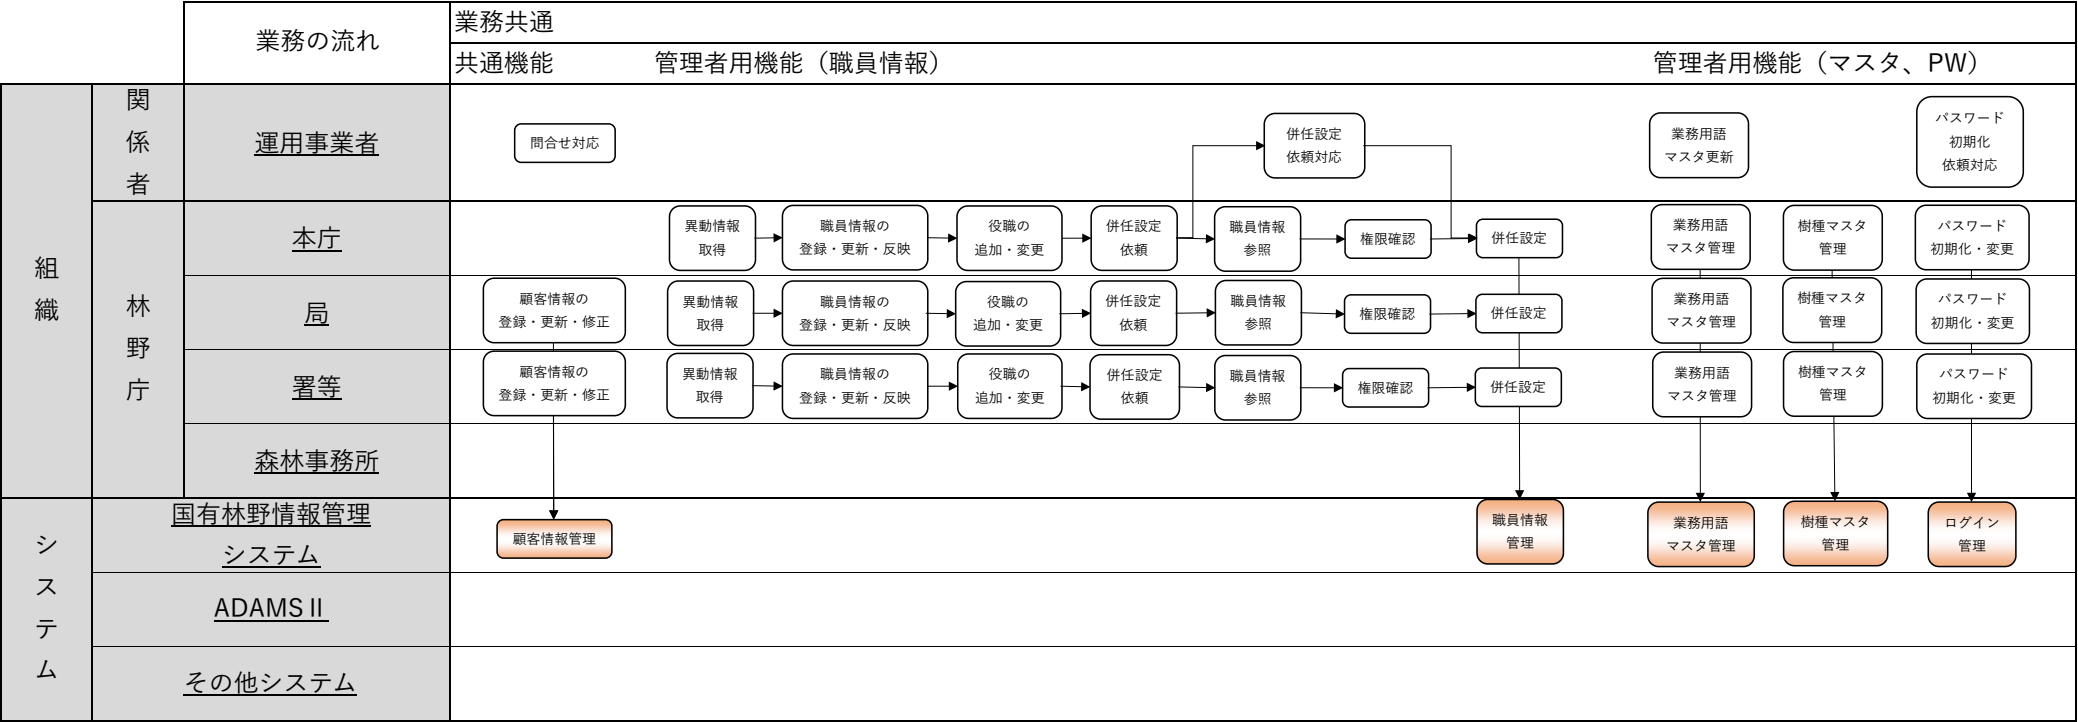 業務の流れ
業務共通
共通機能
管理者用機能（職員情報）
管理者用機能（マスタ、PW）
組
織
関
係
者
運用事業者
問合せ対応
併任設定
依頼対応
業務用語
マスタ更新
パスワード
初期化
依頼対応
林
野
庁
本庁
異動情報
取得
職員情報の
登録・更新・反映
役職の
追加・変更
併任設定
依頼
職員情報
参照
権限確認
併任設定
業務用語
マスタ管理
樹種マスタ
管理
パスワード
初期化・変更
局
顧客情報の
登録・更新・修正
異動情報
取得
職員情報の
登録・更新・反映
役職の
追加・変更
併任設定
依頼
職員情報
参照
権限確認
併任設定
業務用語
マスタ管理
樹種マスタ
管理
パスワード
初期化・変更
署等
顧客情報の
登録・更新・修正
異動情報
取得
職員情報の
登録・更新・反映
役職の
追加・変更
併任設定
依頼
職員情報
参照
権限確認
併任設定
業務用語
マスタ管理
樹種マスタ
管理
パスワード
初期化・変更
森林事務所
シ
ス
テ
ム
国有林野情報管理
システム
顧客情報管理
職員情報
管理
業務用語
マスタ管理
樹種マスタ
管理
ログイン
管理
ADAMSⅡ
その他システム